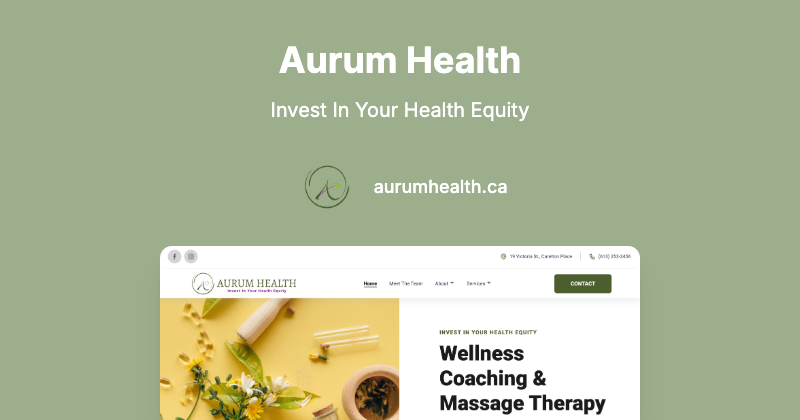 Aurum Health
Invest In Your Health Equity
aurumhealth.ca
19 Victoria St., Carleton Place
(613) 253-3456
AURUM HEALTH
Invest In Your Health Equity
Home
Meet The Team
About
Services
CONTACT
INVEST IN YOUR HEALTH EQUITY
Wellness
Coaching &
Massage Therapy